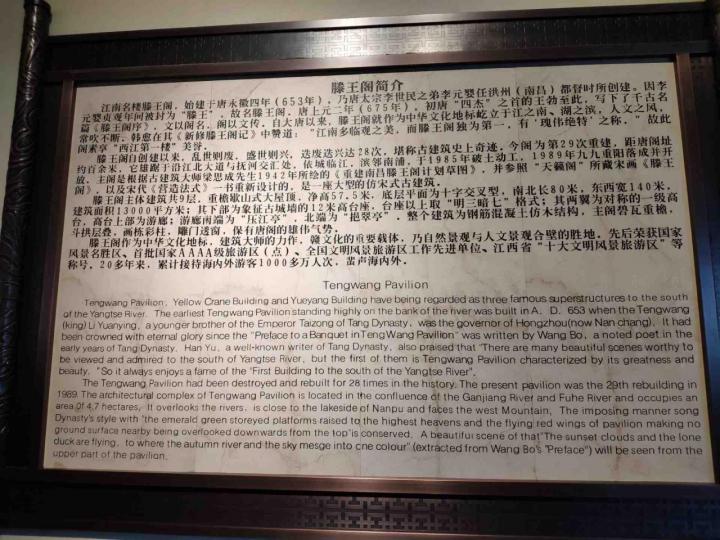 滕王阁简介
江南名楼滕王阁，始建于唐永徽四年（653年），乃唐太宗李世民之弟李元婴任洪州（南昌）都督时所创建。因李
元婴贞观年间被封为“滕王”，故名滕王阁。唐上元二年（675年），初唐“四杰”之首的王勃至此，写下了千古名
篇《滕王阁序》，文以阁名，阁以文传，自大唐以来，滕王阁就作为中华文化地标屹立于江之南、湖之滨，人文之风，
常吹不断，韩愈在其《新修滕王阁记》中赞道：“江南多临观之美，而滕王阁独为第一，有‘瑰伟绝特’之称。”故此
阁素享“西江第一楼”美誉。
滕王阁自创建以来，乱世则废，盛世则兴，迭废迭兴达28次，堪称古建筑史上奇迹，今阁为第29次重建，距唐阁址
约百余米，它雄踞于沿江北大道与抚河交汇处，依城临江，滨邻南浦，于1985年破土动工，1989年九九重阳落成并开
放。主阁是根据古建筑大师梁思成先生1942年所绘的《重建南昌滕王阁计划草图》，并参照“天籁阁”所藏宋画《滕王
阁》，以及宋代《营造法式》一书重新设计的，是一座大型的仿宋式古建筑。
滕王阁主体建筑共9层，重檐歇山式大屋顶，净高57.5米，底层平面为十字交叉型，南北长80米，东西宽140米，
建筑面积13000平方米；其下部为象征古城墙的12米高台座，台座以上取“明三暗七”格式；其两翼为对称的一级高
台，高台上部为游廊；游廊南端为“压江亭”，北端为“挹翠亭”，整个建筑为钢筋混凝土仿木结构，主阁碧瓦重檐，
斗拱层叠，画栋彩柱，雕门透窗，保有唐阁的雄伟气势。
滕王阁作为中华文化地标，建筑大师的力作，赣文化的重要载体，乃自然景观与人文景观合璧的胜地，先后荣获国家
风景名胜区、首批国家AAAA级旅游区（点）、全国文明风景旅游区工作先进单位、江西省“十大文明风景旅游区”等
称号，20多年来，累计接待海内外游客1000多万人次，蜚声海内外。
Tengwang Pavilion
Tengwang Pavilion, Yellow Crane Building and Yueyang Building have being regarded as three famous superstructures to the south
of the Yangtse River. The earliest Tengwang Pavilion standing highly on the bank of the river was built in A. D. 653 when the Tengwang
(king) Li Yuanying, a younger brother of the Emperor Taizong of Tang Dynasty, was the governor of Hongzhou(now Nan chang). It had
been crowned with eternal glory since the "Preface to a Banquet in Teng Wang Pavilion" was written by Wang Bo, a noted poet in the
early years of Tang Dynasty. Han Yu, a well-known writer of Tang Dynasty, also praised that "There are many beautiful scenes worthy to
be viewed and admired to the south of Yangtse River, but the first of them is Tengwang Pavilion characterized by its greatness and
beauty. "So it always enjoys a fame of the "First Building to the south of the Yangtse River".
The Tengwang Pavilion had been destroyed and rebuilt for 28 times in the history. The present pavilion was the 29th rebuilding in
1989. The architectural complex of Tengwang Pavilion is located in the confluence of the Ganjiang River and Fuhe River and occupies an
area of 4.7 hectares, It overlooks the rivers, is close to the lakeside of Nanpu and faces the west Mountain, The imposing manner song
Dynasty's style with "the emerald green storeyed platforms raised to the highest heavens and the flying red wings of pavilion making no
ground surface nearby being overlooked downwards from the top"is conserved. A beautiful scene of that"The sunset clouds and the lone
duck are flying, to where the autumn river and the sky mesge into one colour" (extracted from Wang Bo's "Preface") will be seen from the
upper part of the pavilion.